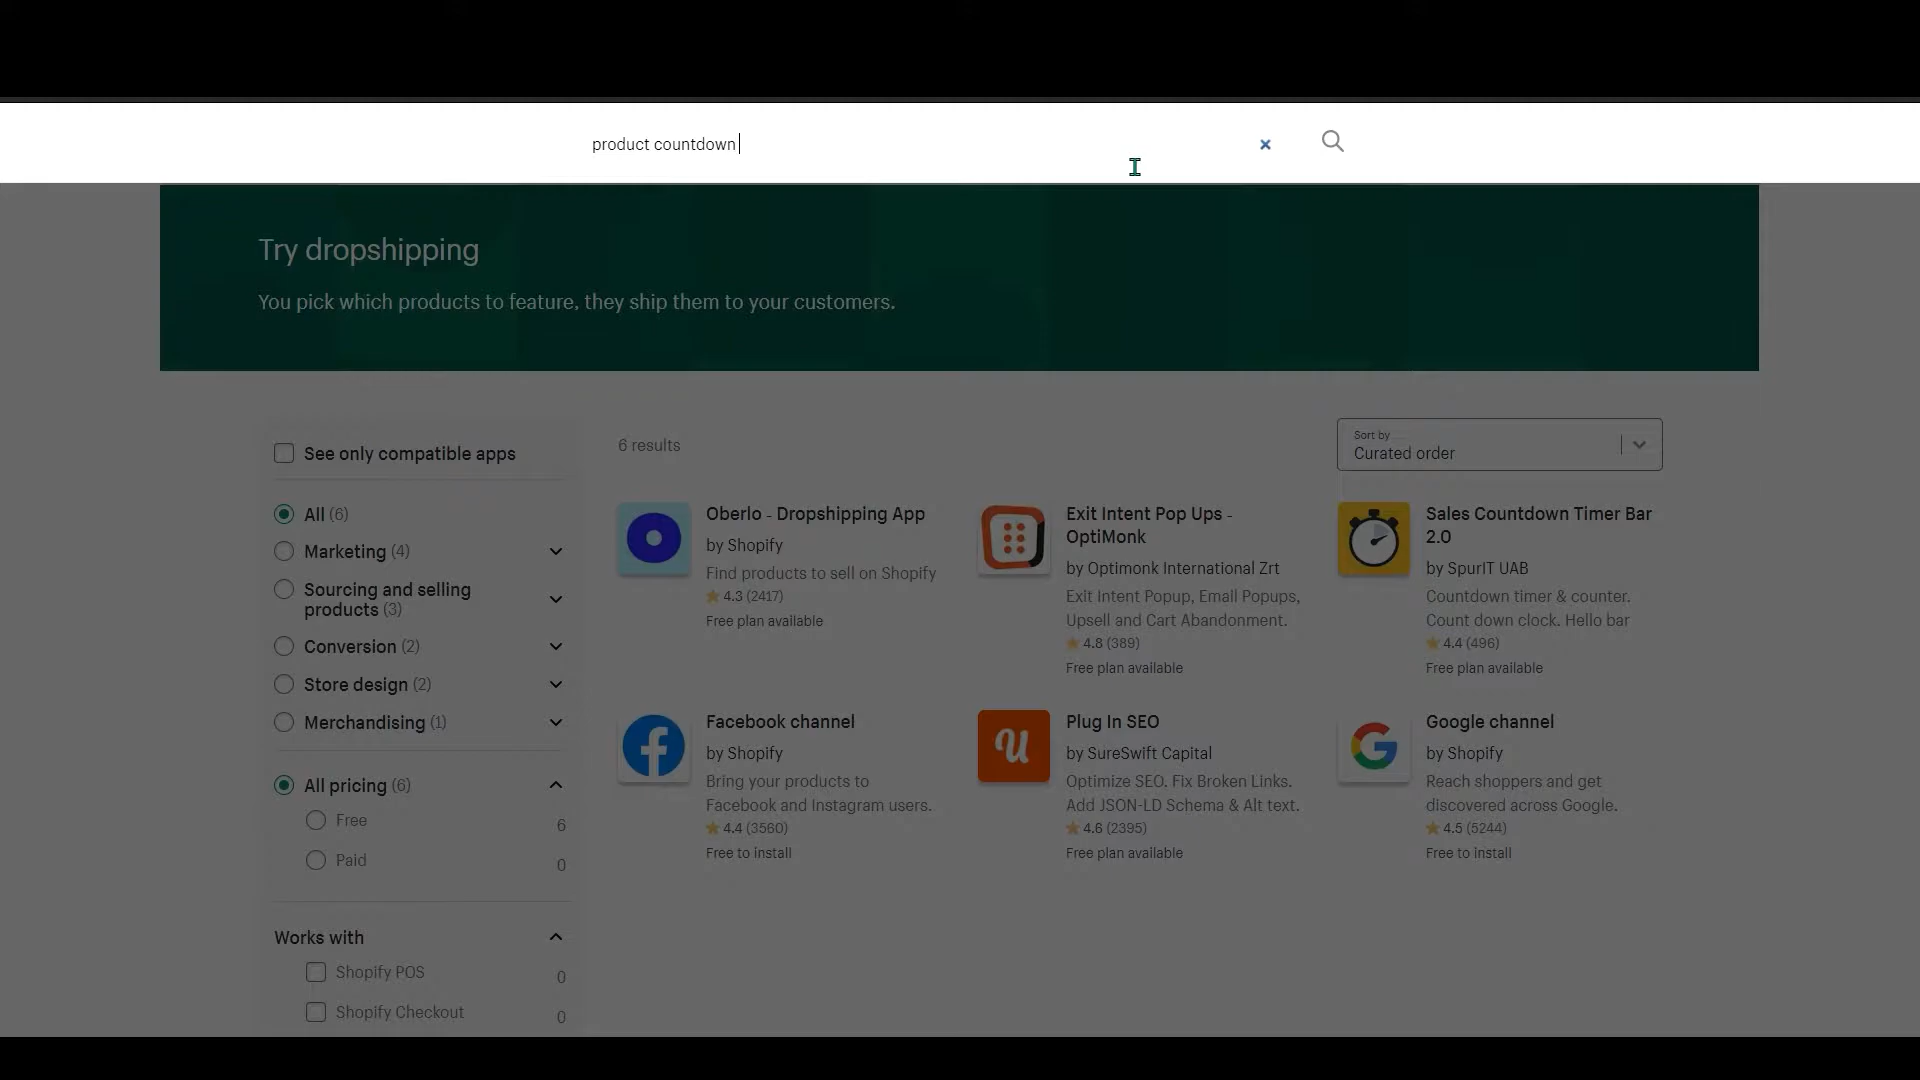 product countdown
Try dropshipping
You pick which products to feature, they ship them to your customers.
See only compatible apps
All (6)
Marketing (4)
Sourcing and selling
products (3)
Conversion (2)
Store design (2)
Merchandising (1)
All pricing (6)
Free 6
Paid 0
Works with
Shopify POS 0
Shopify Checkout 0
6 results
Sort by
Curated order
Oberlo - Dropshipping App
by Shopify
Find products to sell on Shopify
4.3 (2417)
Free plan available
Exit Intent Pop Ups -
OptiMonk
by Optimonk International Zrt
Exit Intent Popup, Email Popups,
Upsell and Cart Abandonment.
4.8 (389)
Free plan available
Sales Countdown Timer Bar
2.0
by SpurIT UAB
Countdown timer & counter.
Count down clock. Hello bar
4.4 (496)
Free plan available
Facebook channel
by Shopify
Bring your products to
Facebook and Instagram users.
4.4 (3560)
Free to install
Plug In SEO
by SureSwift Capital
Optimize SEO. Fix Broken Links.
Add JSON-LD Schema & Alt text.
4.6 (2395)
Free plan available
Google channel
by Shopify
Reach shoppers and get
discovered across Google.
4.5 (5244)
Free to install